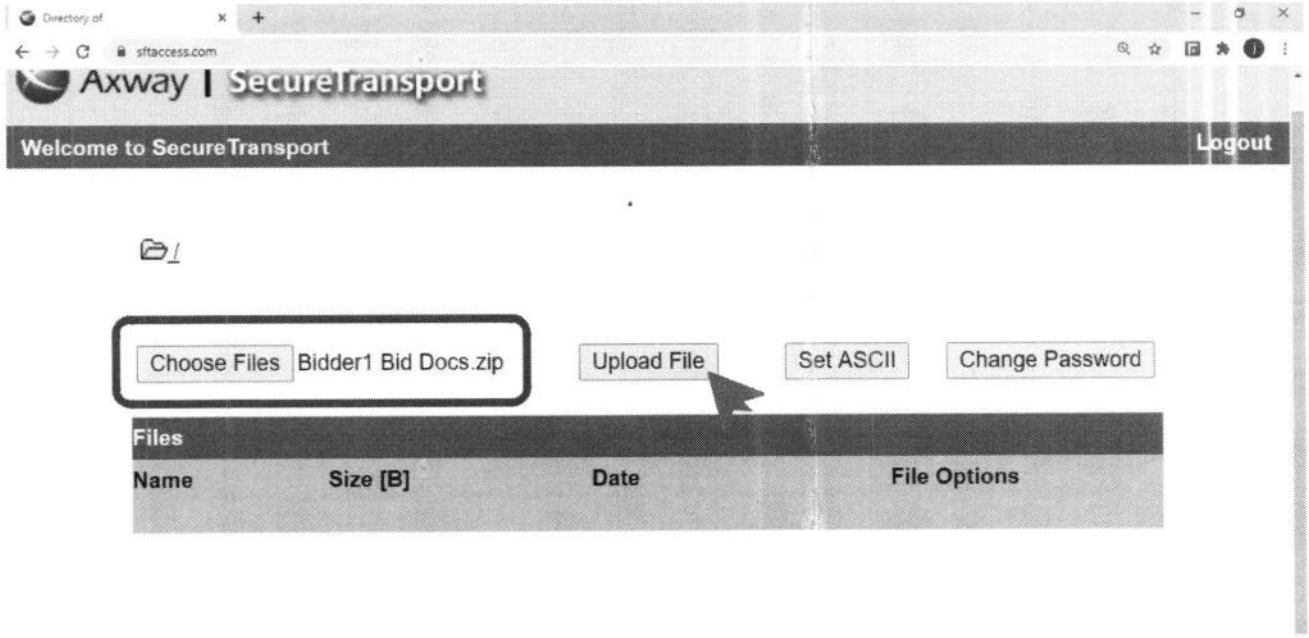 Directory of
sftaccess.com
Axway | SecureTransport
Welcome to SecureTransport Logout
/
Choose Files Bidder1 Bid Docs.zip Upload File Set ASCII Change Password
Files
Name Size [B] Date File Options